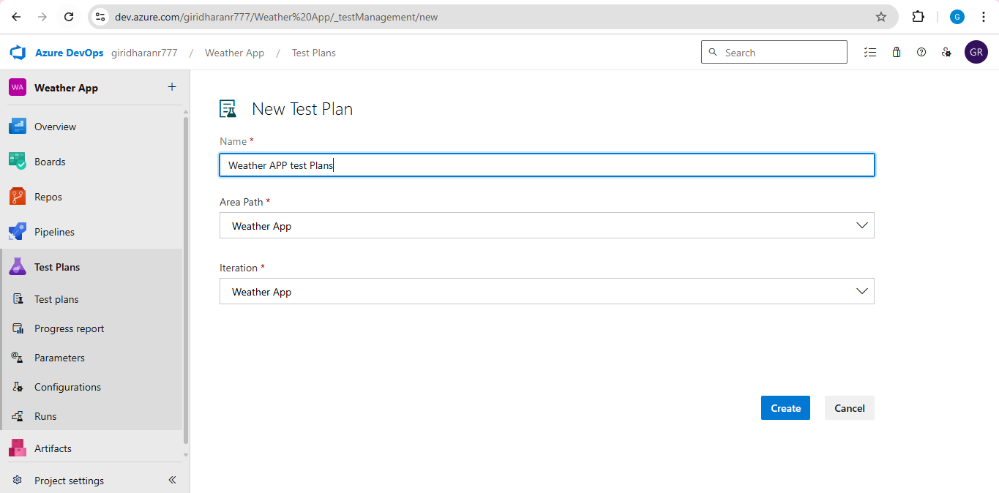 dev.azure.com/giridharanr777/Weather%20App/_testManagement/new
G
Azure DevOps giridharanr777 / Weather App / Test Plans
Search
GR
WA Weather App +
Overview
Boards
Repos
Pipelines
Test Plans
Test plans
Progress report
Parameters
Configurations
Runs
Artifacts
Project settings
New Test Plan
Name *
Weather APP test Plans
Area Path *
Weather App
Iteration *
Weather App
Create Cancel